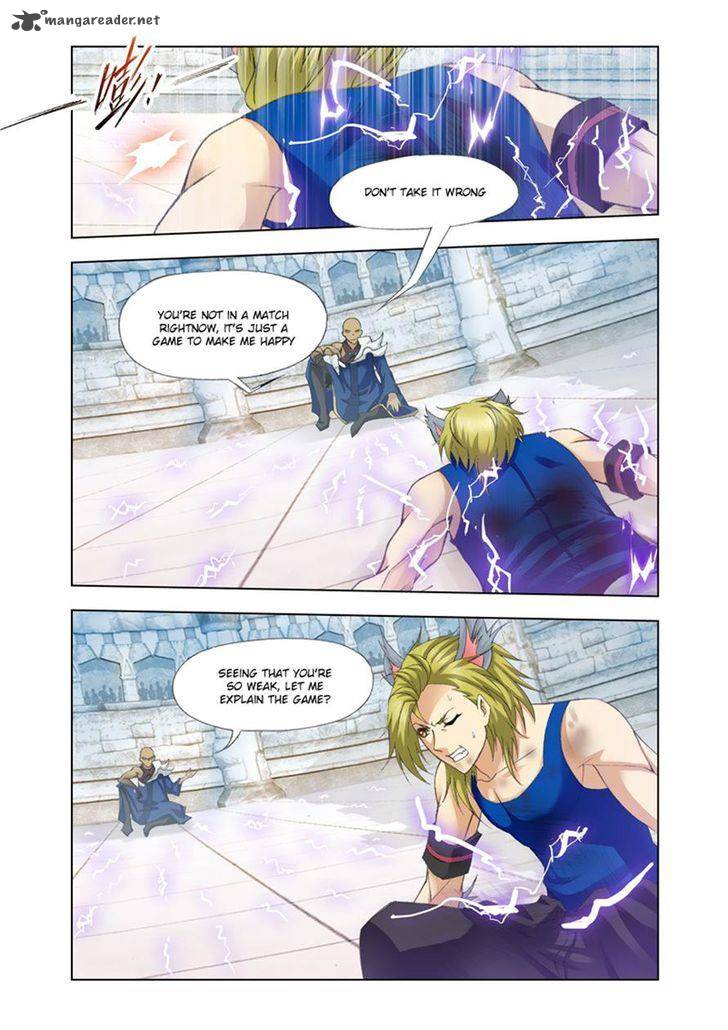 mangareader.net
嘭!
DON'T TAKE IT WRONG
YOU'RE NOT IN A MATCH
RIGHTNOW, IT'S JUST A
GAME TO MAKE ME HAPPY
SEEING THAT YOU'RE
SO WEAK, LET ME
EXPLAIN THE GAME?